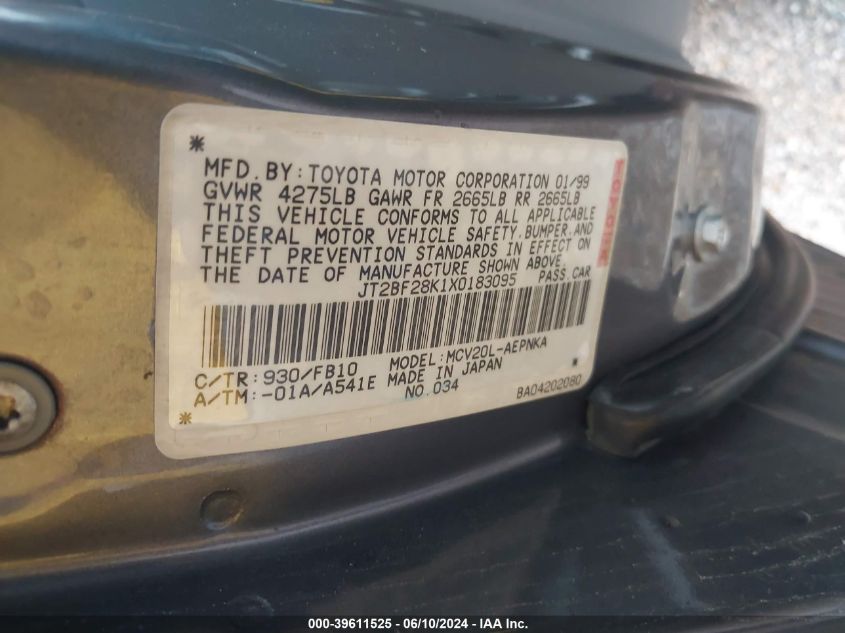 *
MFD. BY: TOYOTA MOTOR CORPORATION 01/99
GVWR 4275LB GAWR FR 2665LB RR 2665LB
THIS VEHICLE CONFORMS TO ALL APPLICABLE
FEDERAL MOTOR VEHICLE SAFETY, BUMPER, AND
THEFT PREVENTION STANDARDS IN EFFECT ON
THE DATE OF MANUFACTURE SHOWN ABOVE.
JT2BF28K1X0183095 PASS.CAR
C/TR: 930/FB10 MODEL: MCV20L-AEPNKA
A/TM: -01A/A541E MADE IN JAPAN *
* NO. 034 BA04202080
000-39611525 - 06/10/2024 - IAA Inc.